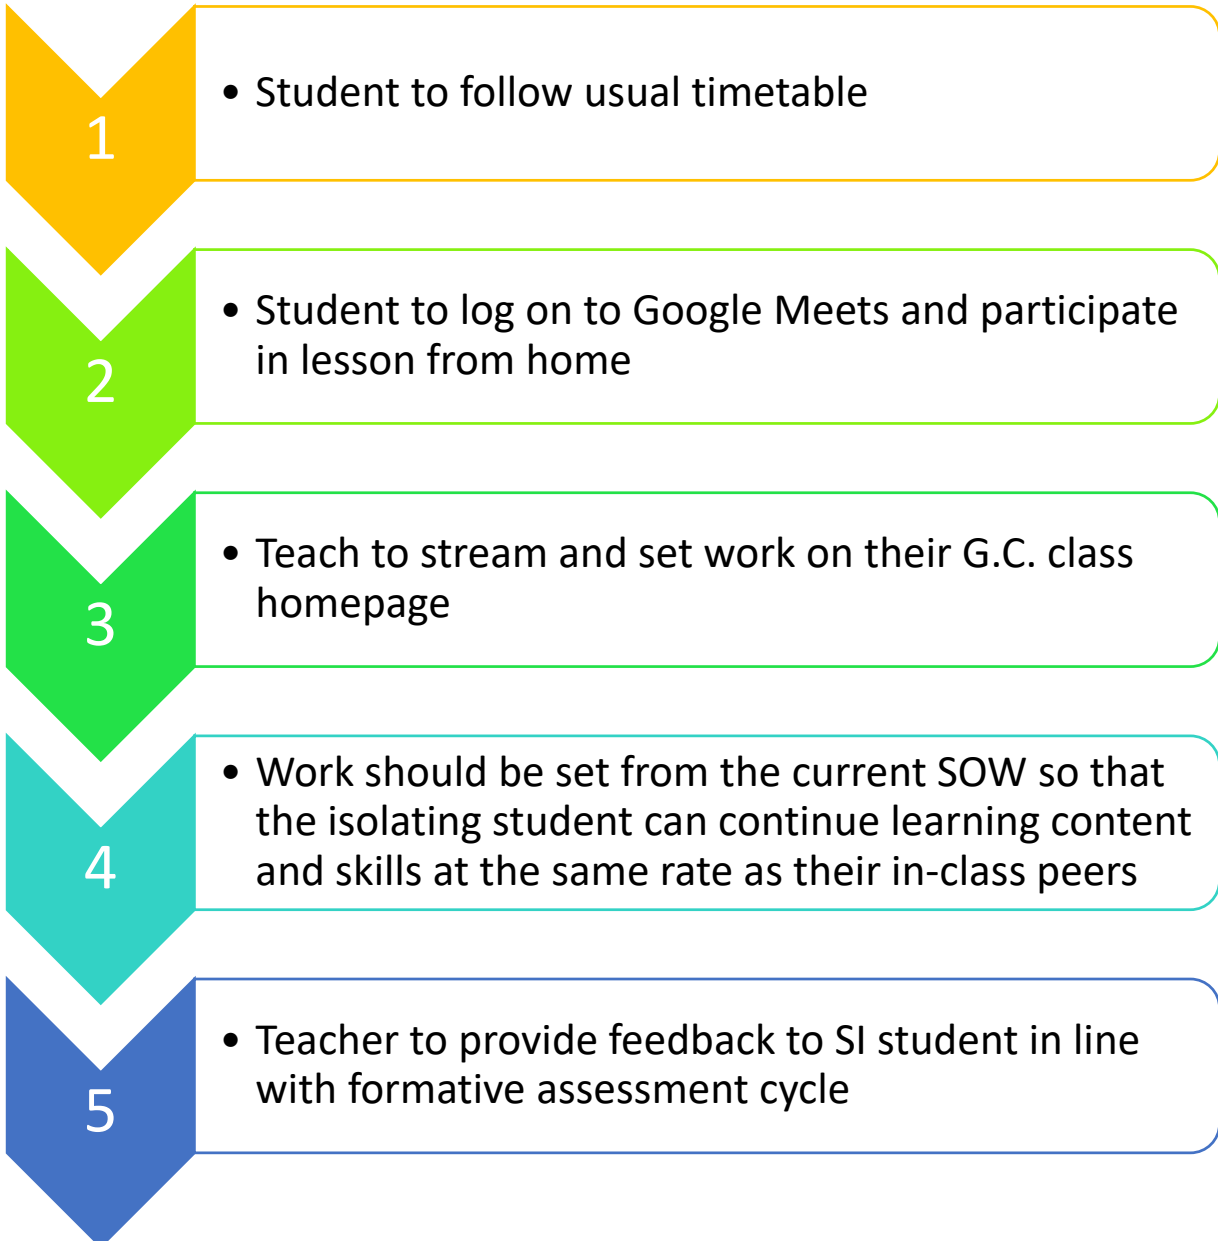 1
• Student to follow usual timetable
2
• Student to log on to Google Meets and participate
in lesson from home
3
• Teach to stream and set work on their G.C. class
homepage
4
• Work should be set from the current SOW so that
the isolating student can continue learning content
and skills at the same rate as their in-class peers
5
• Teacher to provide feedback to SI student in line
with formative assessment cycle